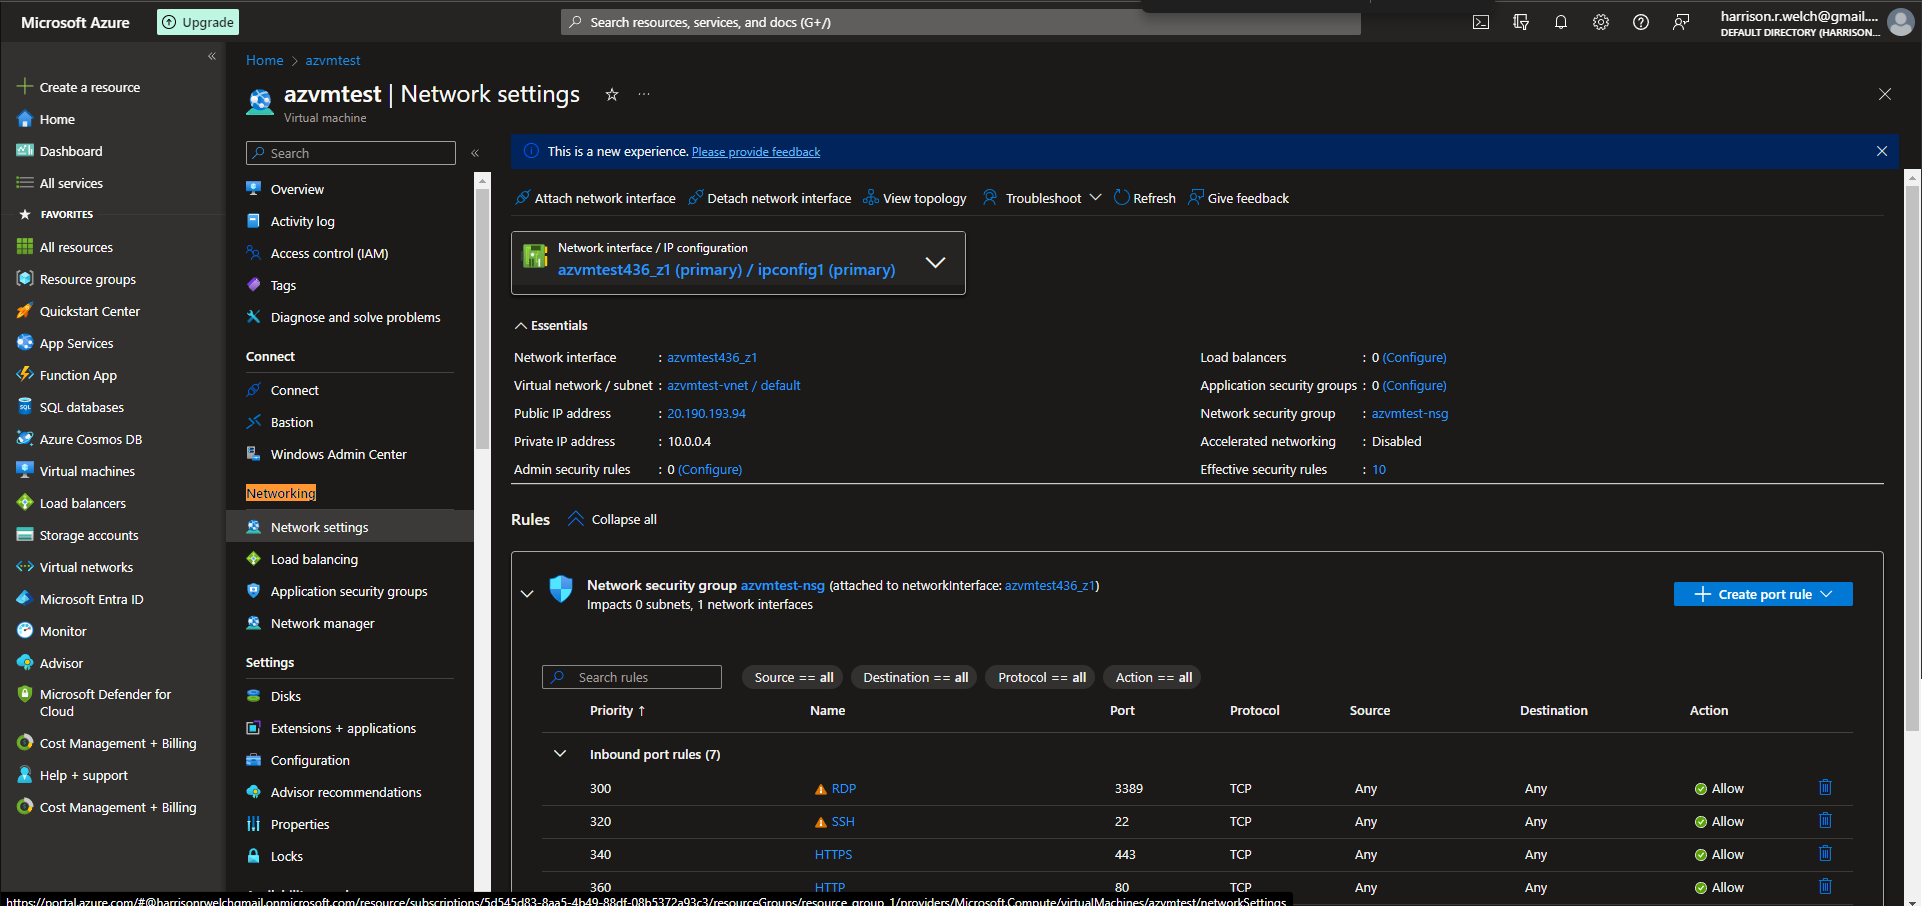 Microsoft Azure
Upgrade
Search resources, services, and docs (G+/)
harrison.r.welch@gmail....
DEFAULT DIRECTORY (HARRISON...
Create a resource
Home
Dashboard
All services
FAVORITES
All resources
Resource groups
Quickstart Center
App Services
Function App
SQL databases
Azure Cosmos DB
Virtual machines
Load balancers
Storage accounts
Virtual networks
Microsoft Entra ID
Monitor
Advisor
Microsoft Defender for
Cloud
Cost Management + Billing
Help + support
Cost Management + Billing
Home > azvmtest
azvmtest | Network settings
Virtual machine
Search
Overview
Activity log
Access control (IAM)
Tags
Diagnose and solve problems
Connect
Connect
Bastion
Windows Admin Center
Networking
Network settings
Load balancing
Application security groups
Network manager
Settings
Disks
Extensions + applications
Configuration
Advisor recommendations
Properties
Locks
This is a new experience. Please provide feedback
Attach network interface Detach network interface View topology Troubleshoot Refresh Give feedback
Network interface / IP configuration
azvmtest436_z1 (primary) / ipconfig1 (primary)
Essentials
Network interface : azvmtest436_z1
Virtual network / subnet : azvmtest-vnet / default
Public IP address : 20.190.193.94
Private IP address : 10.0.0.4
Admin security rules : 0 (Configure)
Load balancers : 0 (Configure)
Application security groups : 0 (Configure)
Network security group : azvmtest-nsg
Accelerated networking : Disabled
Effective security rules : 10
Rules Collapse all
Network security group azvmtest-nsg (attached to networkInterface: azvmtest436_z1)
Impacts 0 subnets, 1 network interfaces
Create port rule
Search rules Source == all Destination == all Protocol == all Action == all
Priority ↑ Name Port Protocol Source Destination Action
Inbound port rules (7)
300 RDP 3389 TCP Any Any Allow
320 SSH 22 TCP Any Any Allow
340 HTTPS 443 TCP Any Any Allow
360 HTTP 80 TCP Any Any Allow
https://portal.azure.com/#@harrisonrwelchgmail.onmicrosoft.com/resource/subscriptions/5d545d83-8aa5-4b49-88df-08b5372a93c3/resourceGroups/resource_group_1/providers/Microsoft.Compute/virtualMachines/azvmtest/networkSettings